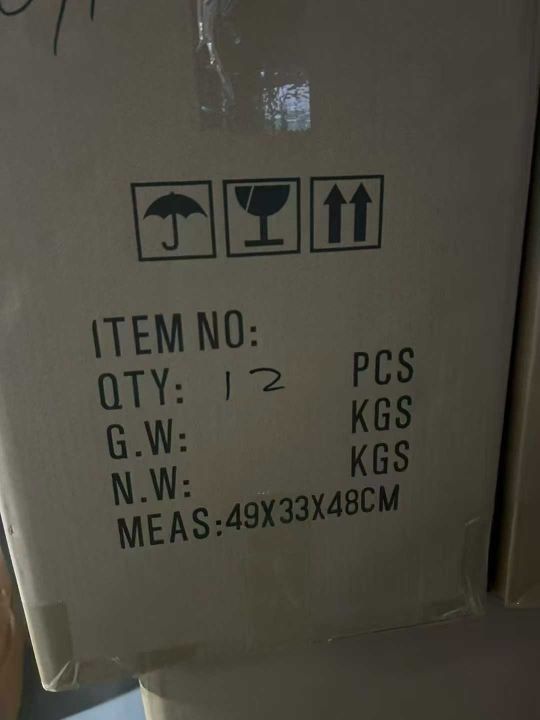 ITEM NO:
QTY: 12 PCS
G.W: KGS
N.W: KGS
MEAS:49X33X48CM